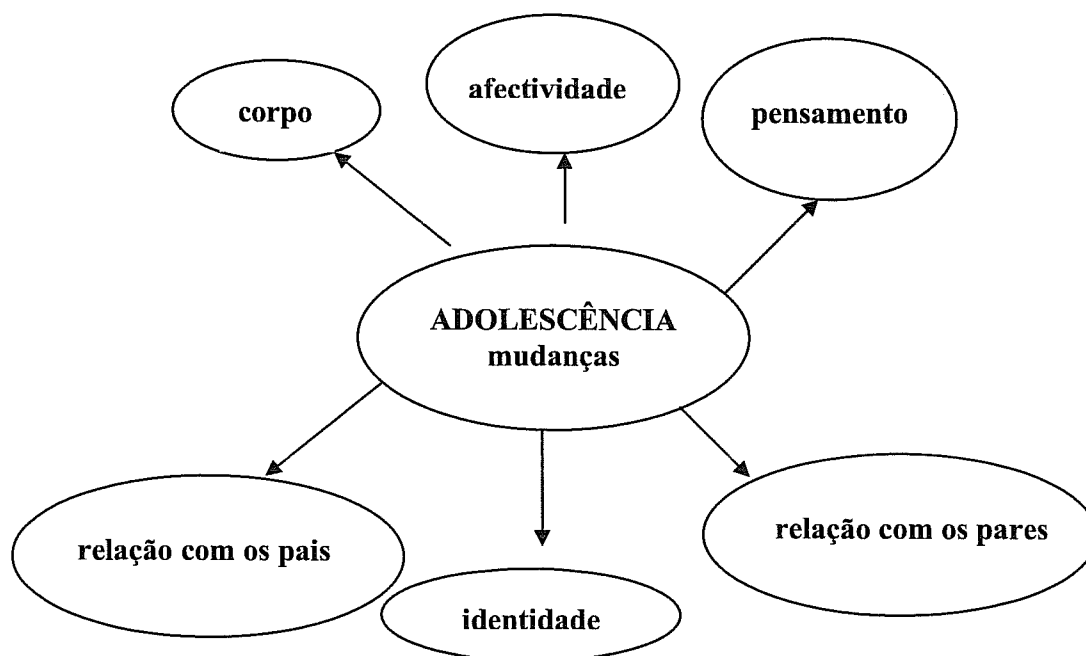 corpo
afectividade
pensamento
ADOLESCÊNCIA
mudanças
relação com os pais
relação com os pares
identidade